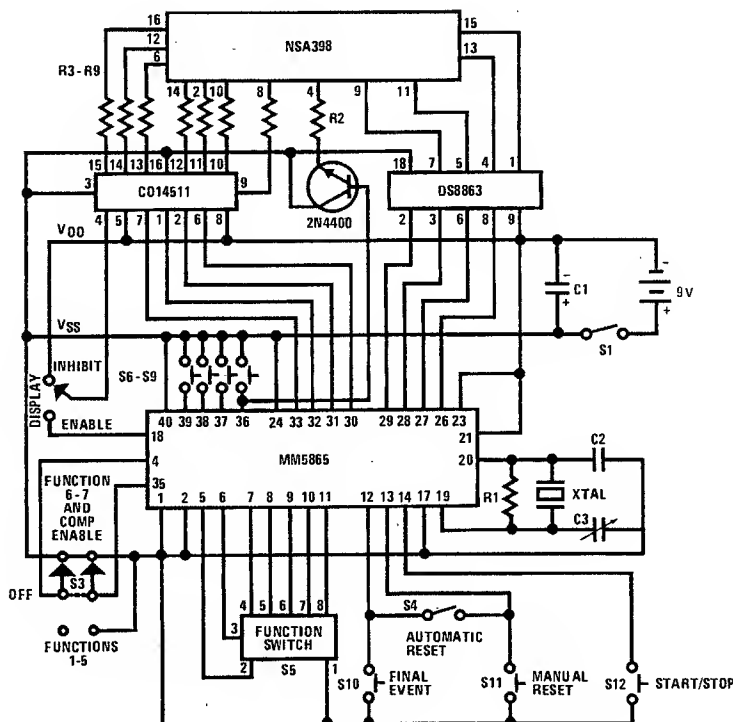 16
12
6
NSA398
15
13
R3-R9
14
2
10
8
4
9
11
R2
15 14 13 16 12 11 10
18 7 5 4 1
3
CD14511
9
DS8863
4 5 7 1 2 6 8
2N4400
2 3 6 8 9
VDD
-
C1
+
-
9V
+
VSS
S1
INHIBIT
DISPLAY
ENABLE
S6-S9
40 39 38 37 36 24 33 32 31 30 29 28 27 26 23
18
4
35
MM5865
21
20
C2
R1
XTAL
C3
1 2 5 6 7 8 9 10 11 12 13 14 17 19
FUNCTION
6-7
AND
COMP
ENABLE
OFF
S3
FUNCTIONS
1-5
4 5 6 7 8
3
FUNCTION
SWITCH
2
S5
1
S4
AUTOMATIC
RESET
S10
FINAL
EVENT
S11
MANUAL
RESET
S12
START/STOP